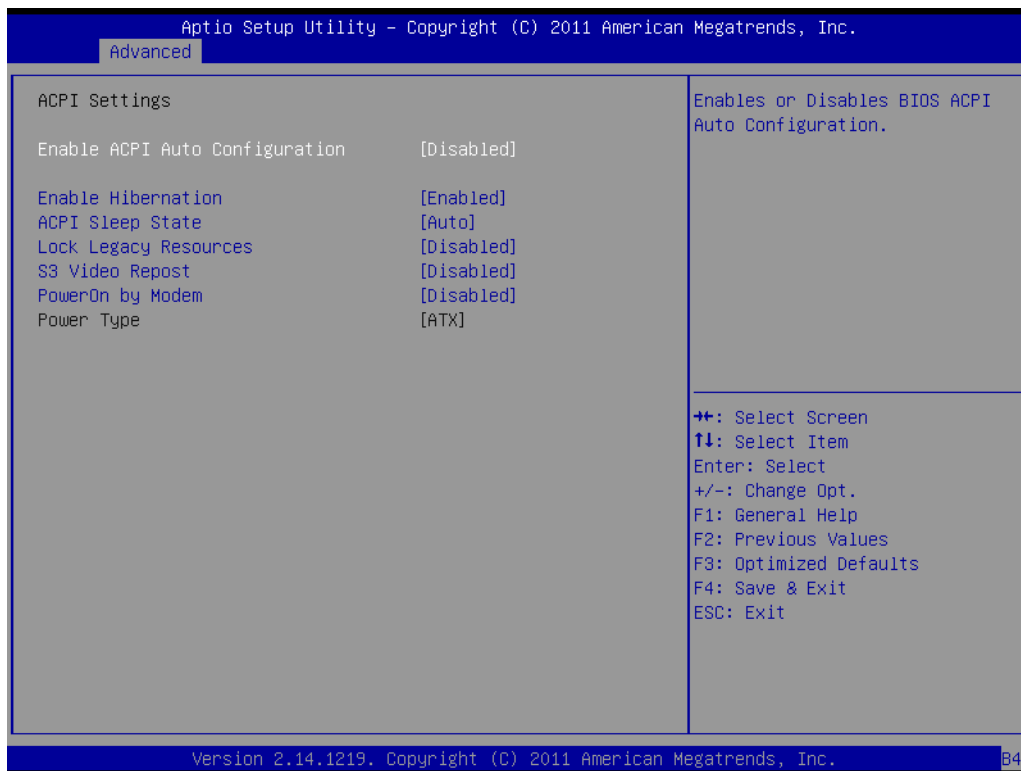 Aptio Setup Utility – Copyright (C) 2011 American Megatrends, Inc.
Advanced
ACPI Settings
Enable ACPI Auto Configuration [Disabled]
Enable Hibernation [Enabled]
ACPI Sleep State [Auto]
Lock Legacy Resources [Disabled]
S3 Video Repost [Disabled]
PowerOn by Modem [Disabled]
Power Type [ATX]
Enables or Disables BIOS ACPI
Auto Configuration.
→←: Select Screen
↑↓: Select Item
Enter: Select
+/-: Change Opt.
F1: General Help
F2: Previous Values
F3: Optimized Defaults
F4: Save & Exit
ESC: Exit
Version 2.14.1219. Copyright (C) 2011 American Megatrends, Inc.
B4